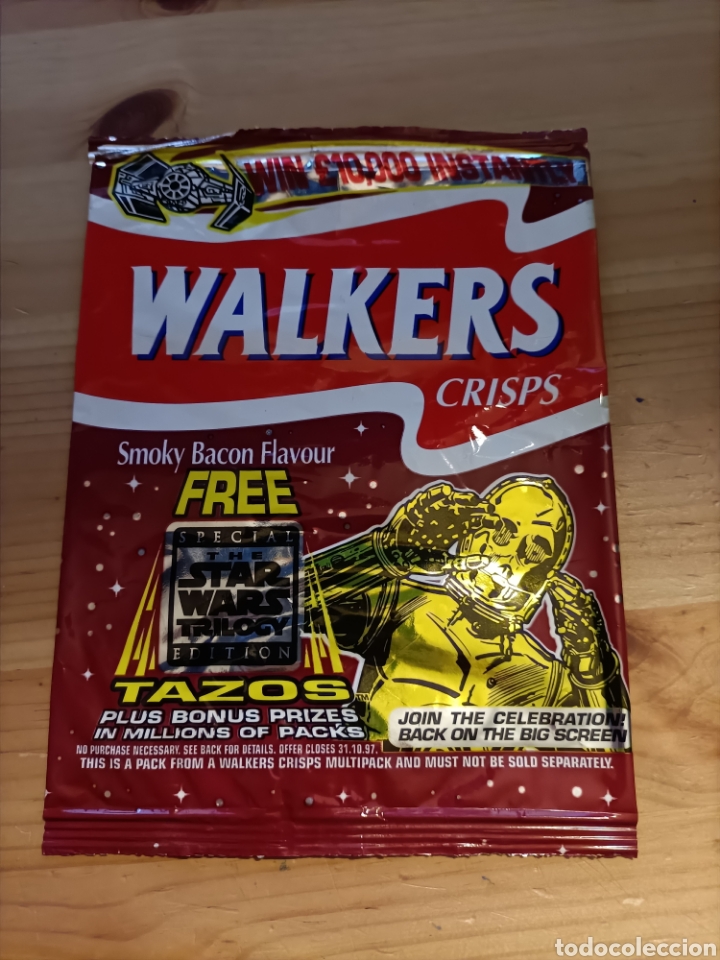 WIN £10,000 INSTANTLY
WALKERS
CRISPS
Smoky Bacon Flavour
FREE
SPECIAL
THE
STAR
WARS
TRILOGY
EDITION
TAZOS
PLUS BONUS PRIZES
IN MILLIONS OF PACKS
TM
JOIN THE CELEBRATION!
BACK ON THE BIG SCREEN
NO PURCHASE NECESSARY. SEE BACK FOR DETAILS. OFFER CLOSES 31.10.97.
THIS IS A PACK FROM A WALKERS CRISPS MULTIPACK AND MUST NOT BE SOLD SEPARATELY.
todocoleccion